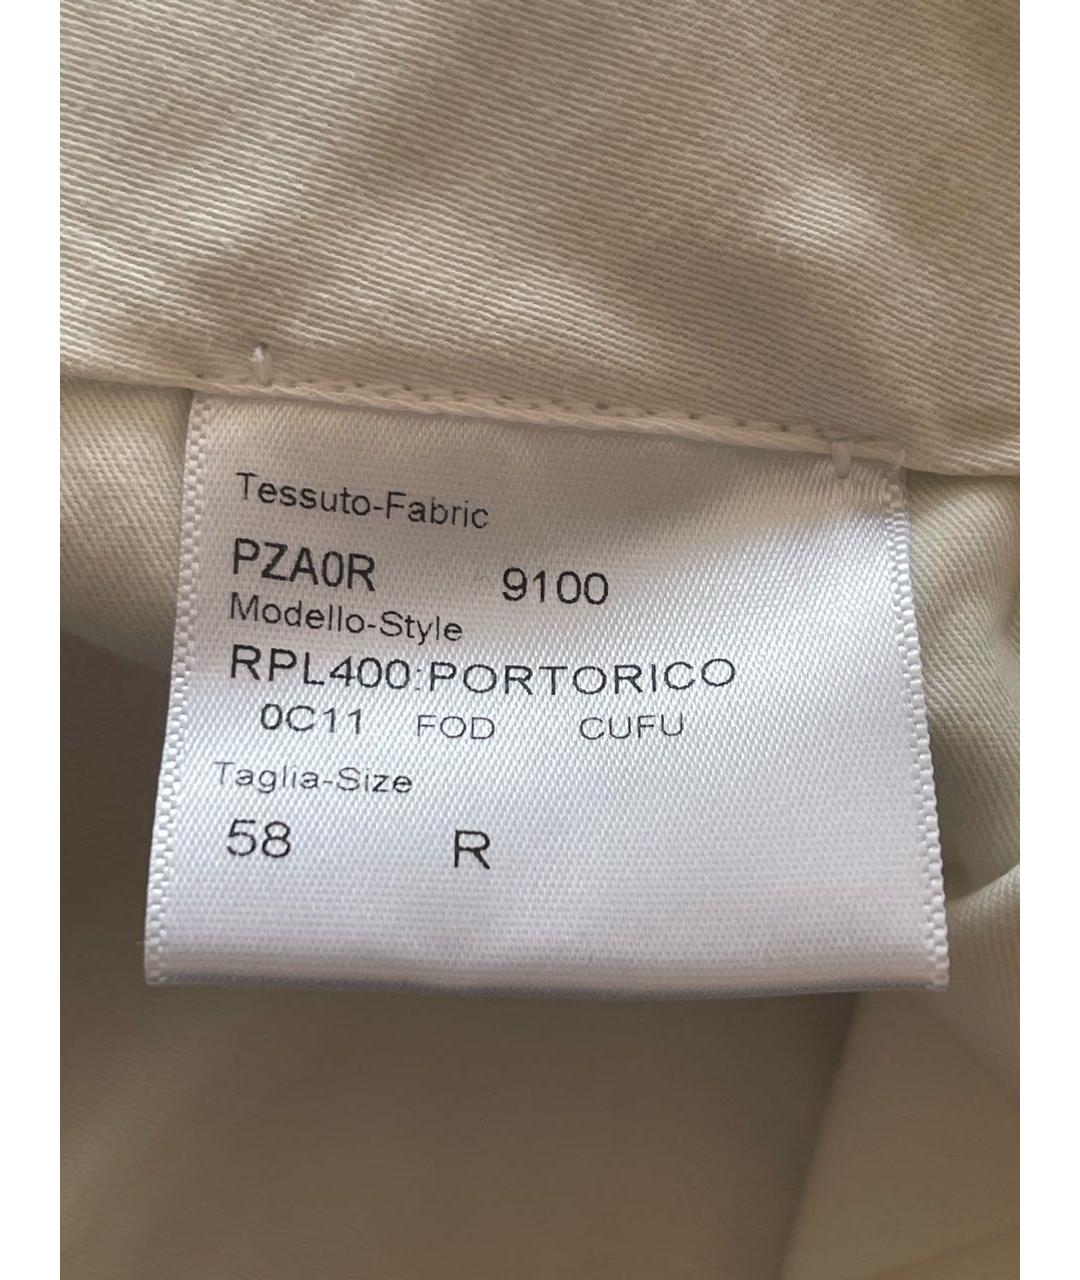 Tessuto-Fabric
PZA0R 9100
Modello-Style
RPL400:PORTORICO
0C11 FOD CUFU
Taglia-Size
58 R